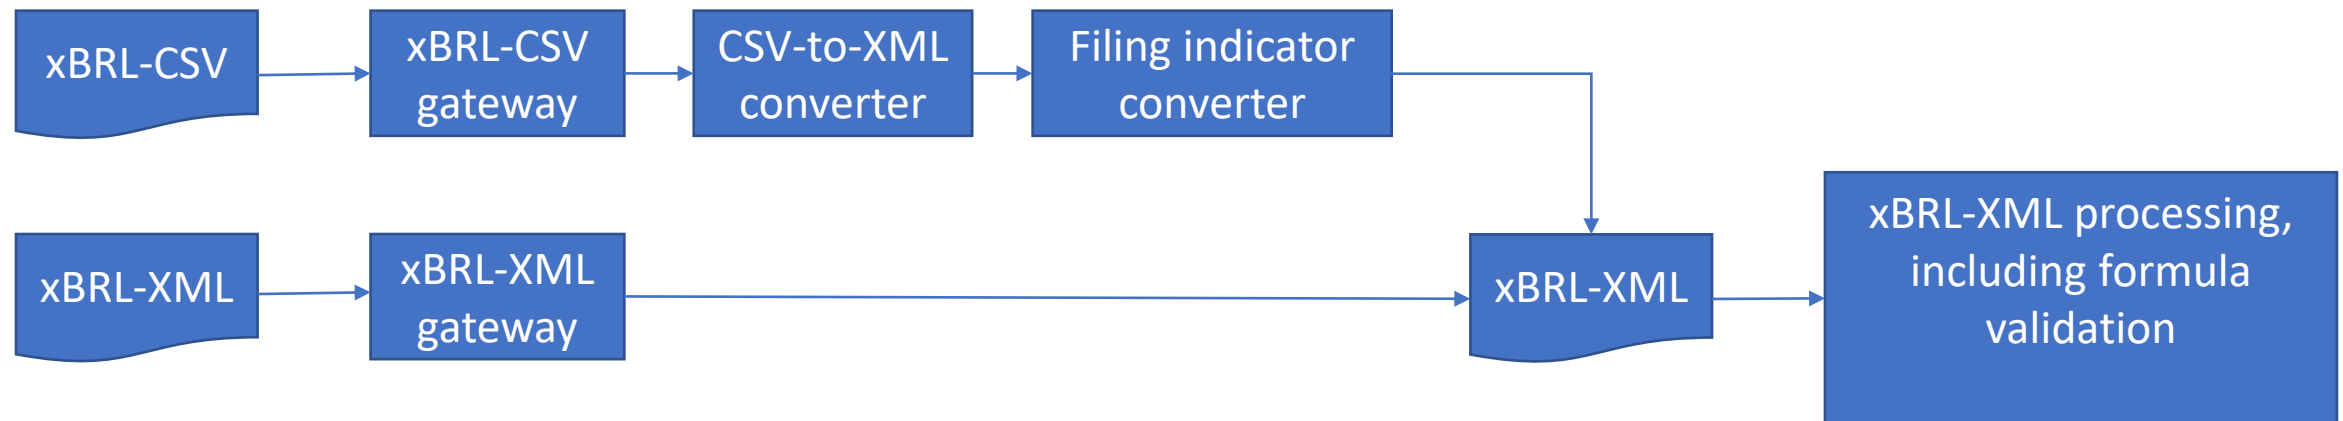 xBRL-CSV
xBRL-CSV
gateway
CSV-to-XML
converter
Filing indicator
converter
xBRL-XML
xBRL-XML
gateway
xBRL-XML
xBRL-XML processing,
including formula
validation